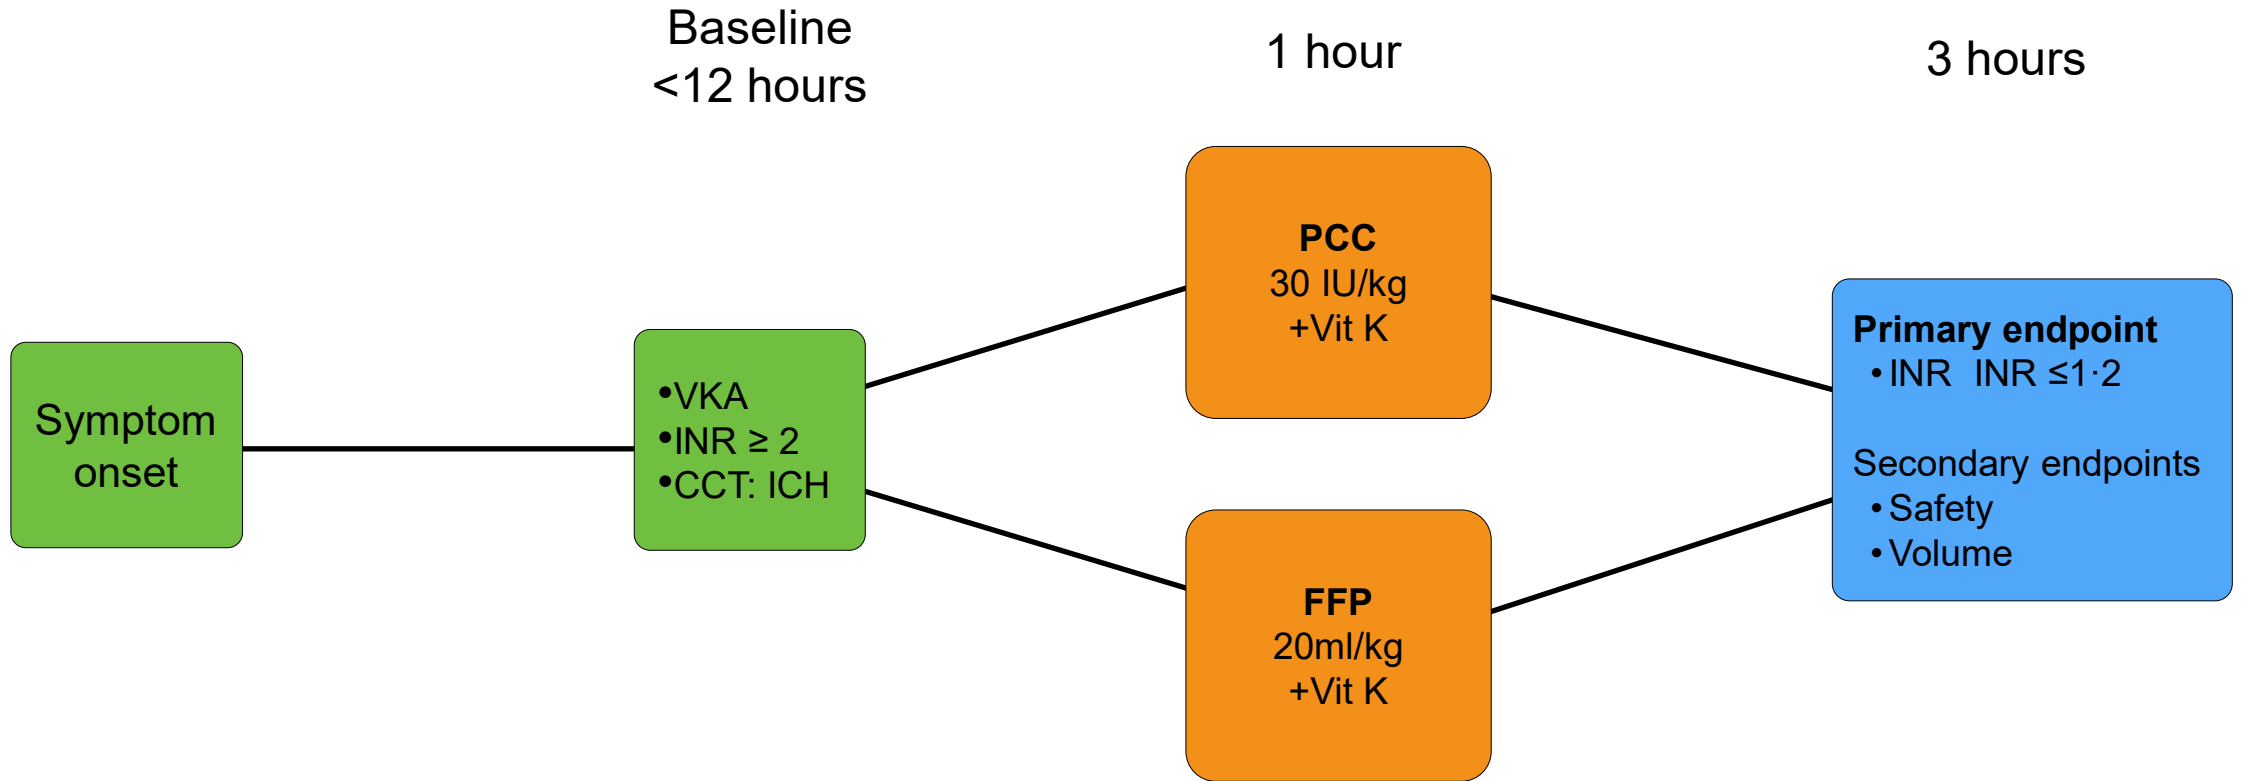 Baseline
<12 hours
1 hour
3 hours
Symptom
onset
•VKA
•INR ≥ 2
•CCT: ICH
PCC
30 IU/kg
+Vit K
FFP
20ml/kg
+Vit K
Primary endpoint
•INR  INR ≤1·2
Secondary endpoints
•Safety
•Volume